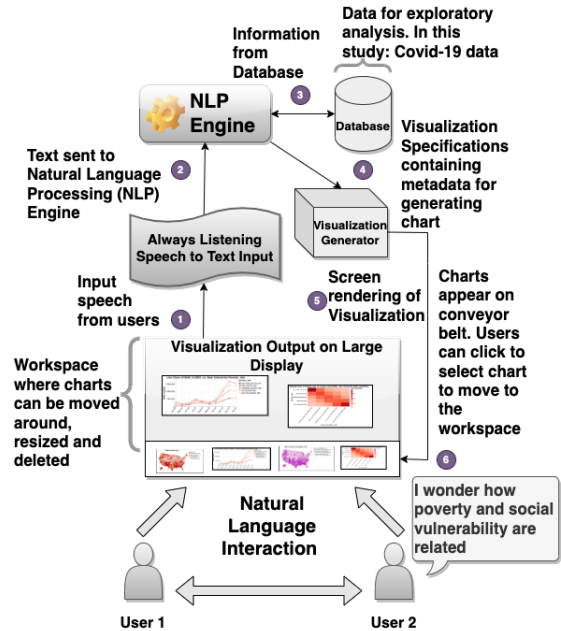 Data for exploratory
analysis. In this
study: Covid-19 data
Information
from
Database
3
NLP
Engine
Database
Text sent to
Natural Language
Processing (NLP)
Engine
2
4
Visualization
Specifications
containing
metadata for
generating
chart
Always Listening
Speech to Text Input
Visualization
Generator
Input
speech
from users
1
5
Screen
rendering of
Visualization
Charts
appear on
conveyor
belt. Users
can click to
select chart
to move to
the
workspace
Workspace
where charts
can be moved
around,
resized and
deleted
Visualization Output on Large
Display
6
I wonder how
poverty and social
vulnerability are
related
Natural
Language
Interaction
User 1
User 2